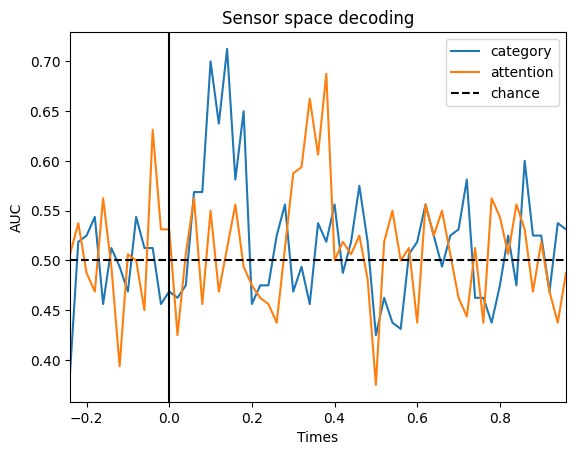 Sensor space decoding
category
attention
chance
AUC
0.70
0.65
0.60
0.55
0.50
0.45
0.40
−0.2 0.0 0.2 0.4 0.6 0.8
Times